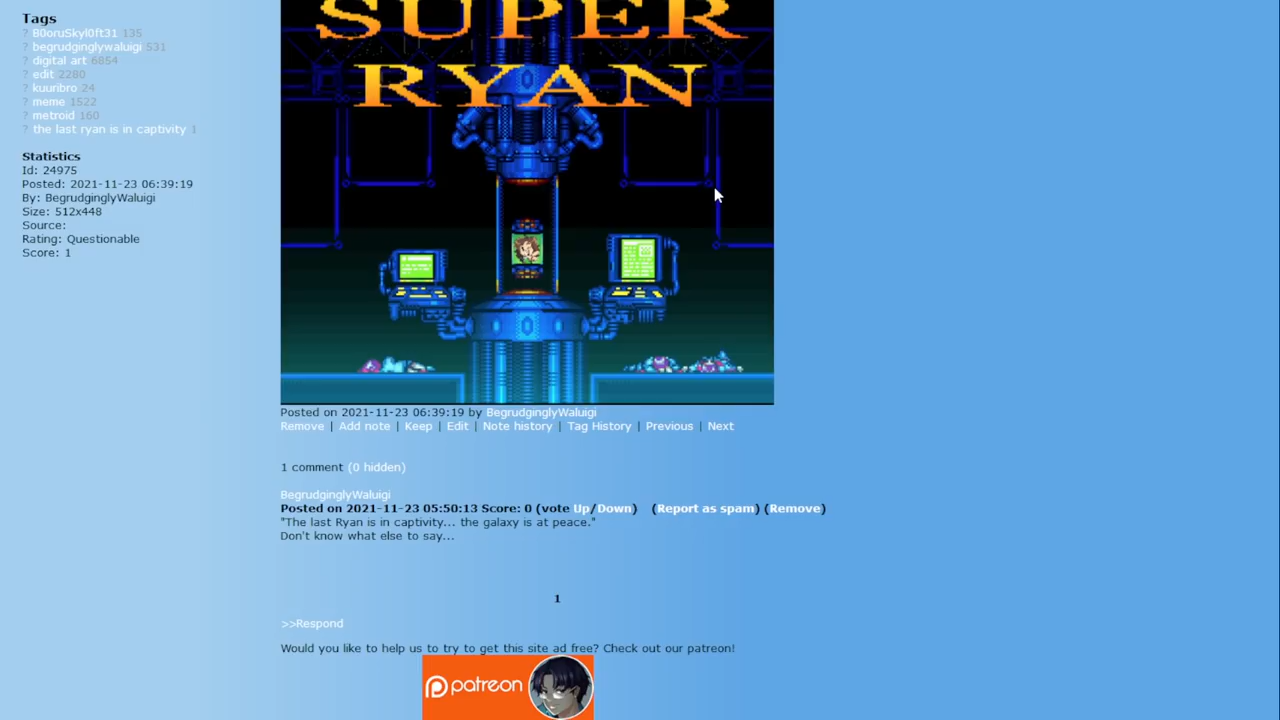 Tags
? B0oruSkyl0ft31 135
? begrudginglywaluigi 531
? digital art 6854
? edit 2280
? kuuribro 24
? meme 1522
? metroid 160
? the last ryan is in captivity 1
Statistics
Id: 24975
Posted: 2021-11-23 06:39:19
By: BegrudginglyWaluigi
Size: 512x448
Source:
Rating: Questionable
Score: 1
SUPER
RYAN
Posted on 2021-11-23 06:39:19 by BegrudginglyWaluigi
Remove | Add note | Keep | Edit | Note history | Tag History | Previous | Next
1 comment (0 hidden)
BegrudginglyWaluigi
Posted on 2021-11-23 05:50:13 Score: 0 (vote Up/Down) (Report as spam) (Remove)
"The last Ryan is in captivity... the galaxy is at peace."
Don't know what else to say...
1
>>Respond
Would you like to help us to try to get this site ad free? Check out our patreon!
patreon